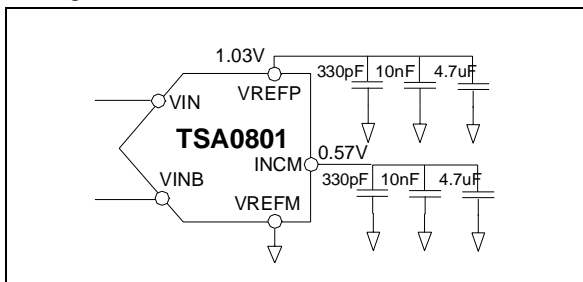 1.03V
330pF 10nF 4.7uF
VIN
VREFP
TSA0801
INCM
0.57V
330pF 10nF 4.7uF
VINB
VREFM